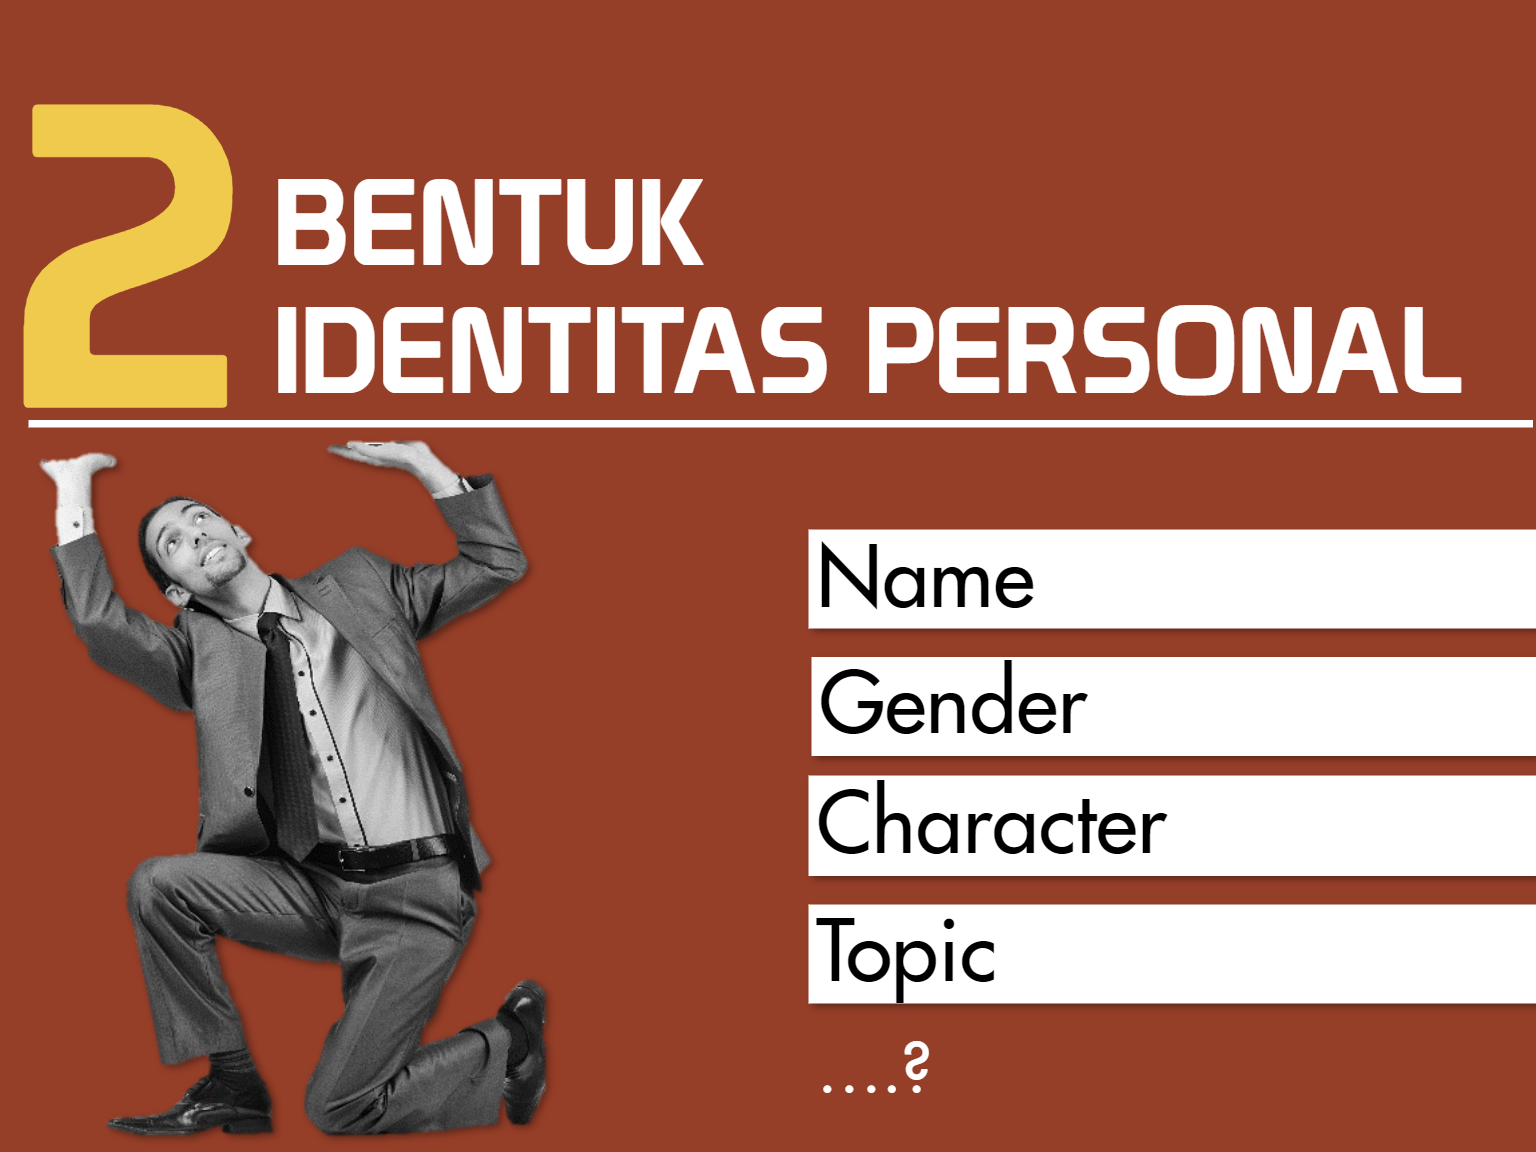 2
BENTUK
IDENTITAS PERSONAL
Name
Gender
Character
Topic
....?